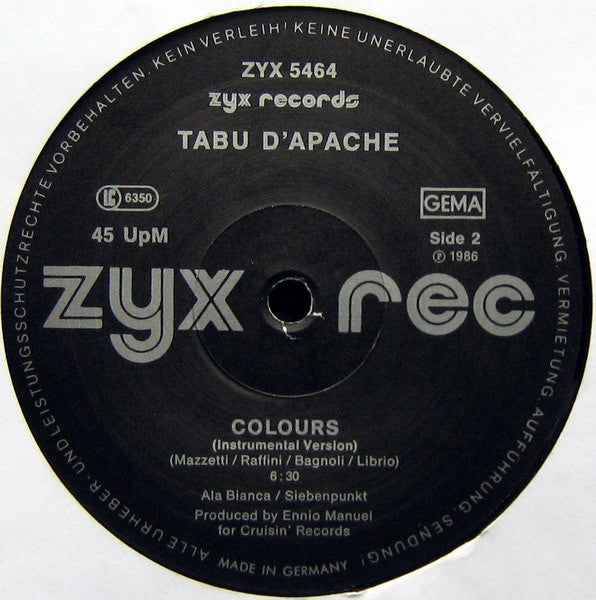 ALLE URHEBER- UND LEISTUNGSSCHUTZRECHTE VORBEHALTEN. KEIN VERLEIH! KEINE UNERLAUBTE VERVIELFÄLTIGUNG. VERMIETUNG. AUFFÜHRUNG. SENDUNG!
ZYX 5464
zyx records
TABU D'APACHE
LC 6350
GEMA
45 UpM
Side 2
℗ 1986
zyx rec
COLOURS
(Instrumental Version)
(Mazzetti / Raffini / Bagnoli / Librio)
6:30
Ala Bianca / Siebenpunkt
Produced by Ennio Manuel
for Cruisin' Records
MADE IN GERMANY